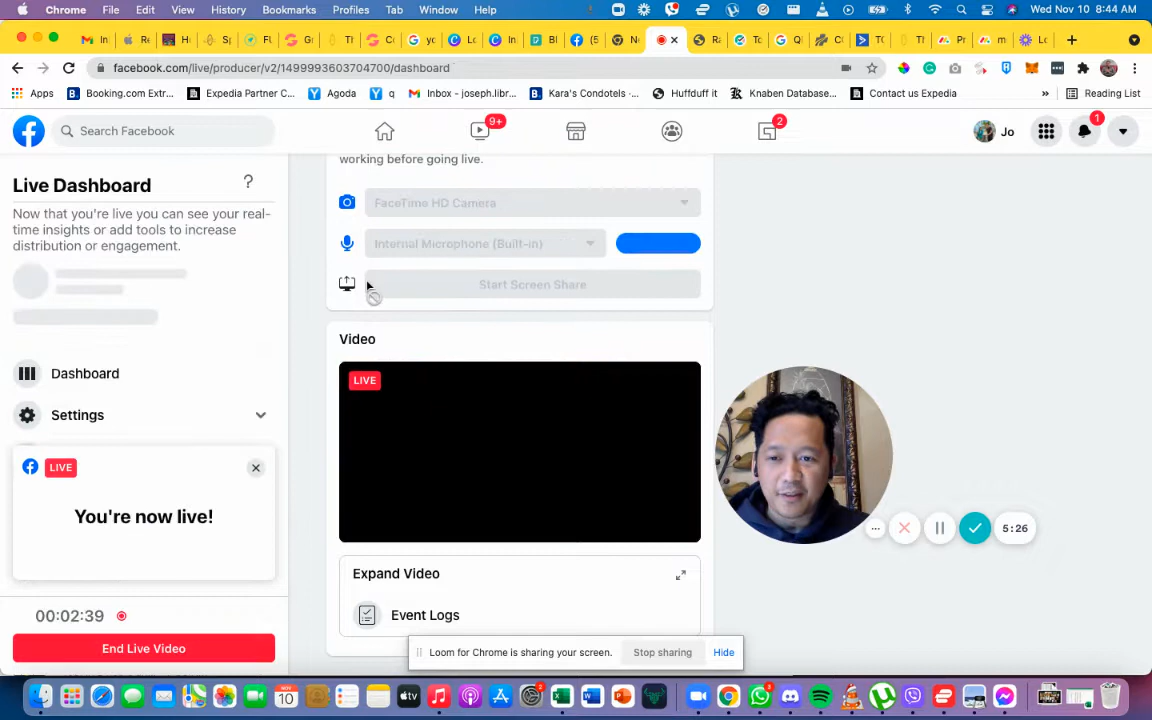 Chrome File Edit View History Bookmarks Profiles Tab Window Help Wed Nov 10 8:44 AM
facebook.com/live/producer/v2/1499993603704700/dashboard
Apps Booking.com Extr... Expedia Partner C... Agoda q Inbox - joseph.libr... Kara's Condotels -... Huffduff it Knaben Database... Contact us Expedia » Reading List
Search Facebook 9+ 2 Jo 1
Live Dashboard ?
Now that you're live you can see your real-
time insights or add tools to increase
distribution or engagement.
Dashboard
Settings
LIVE
You're now live!
00:02:39
End Live Video
working before going live.
FaceTime HD Camera
Internal Microphone (Built-in)
Start Screen Share
Video
LIVE
Expand Video
Event Logs
5:26
Loom for Chrome is sharing your screen. Stop sharing Hide